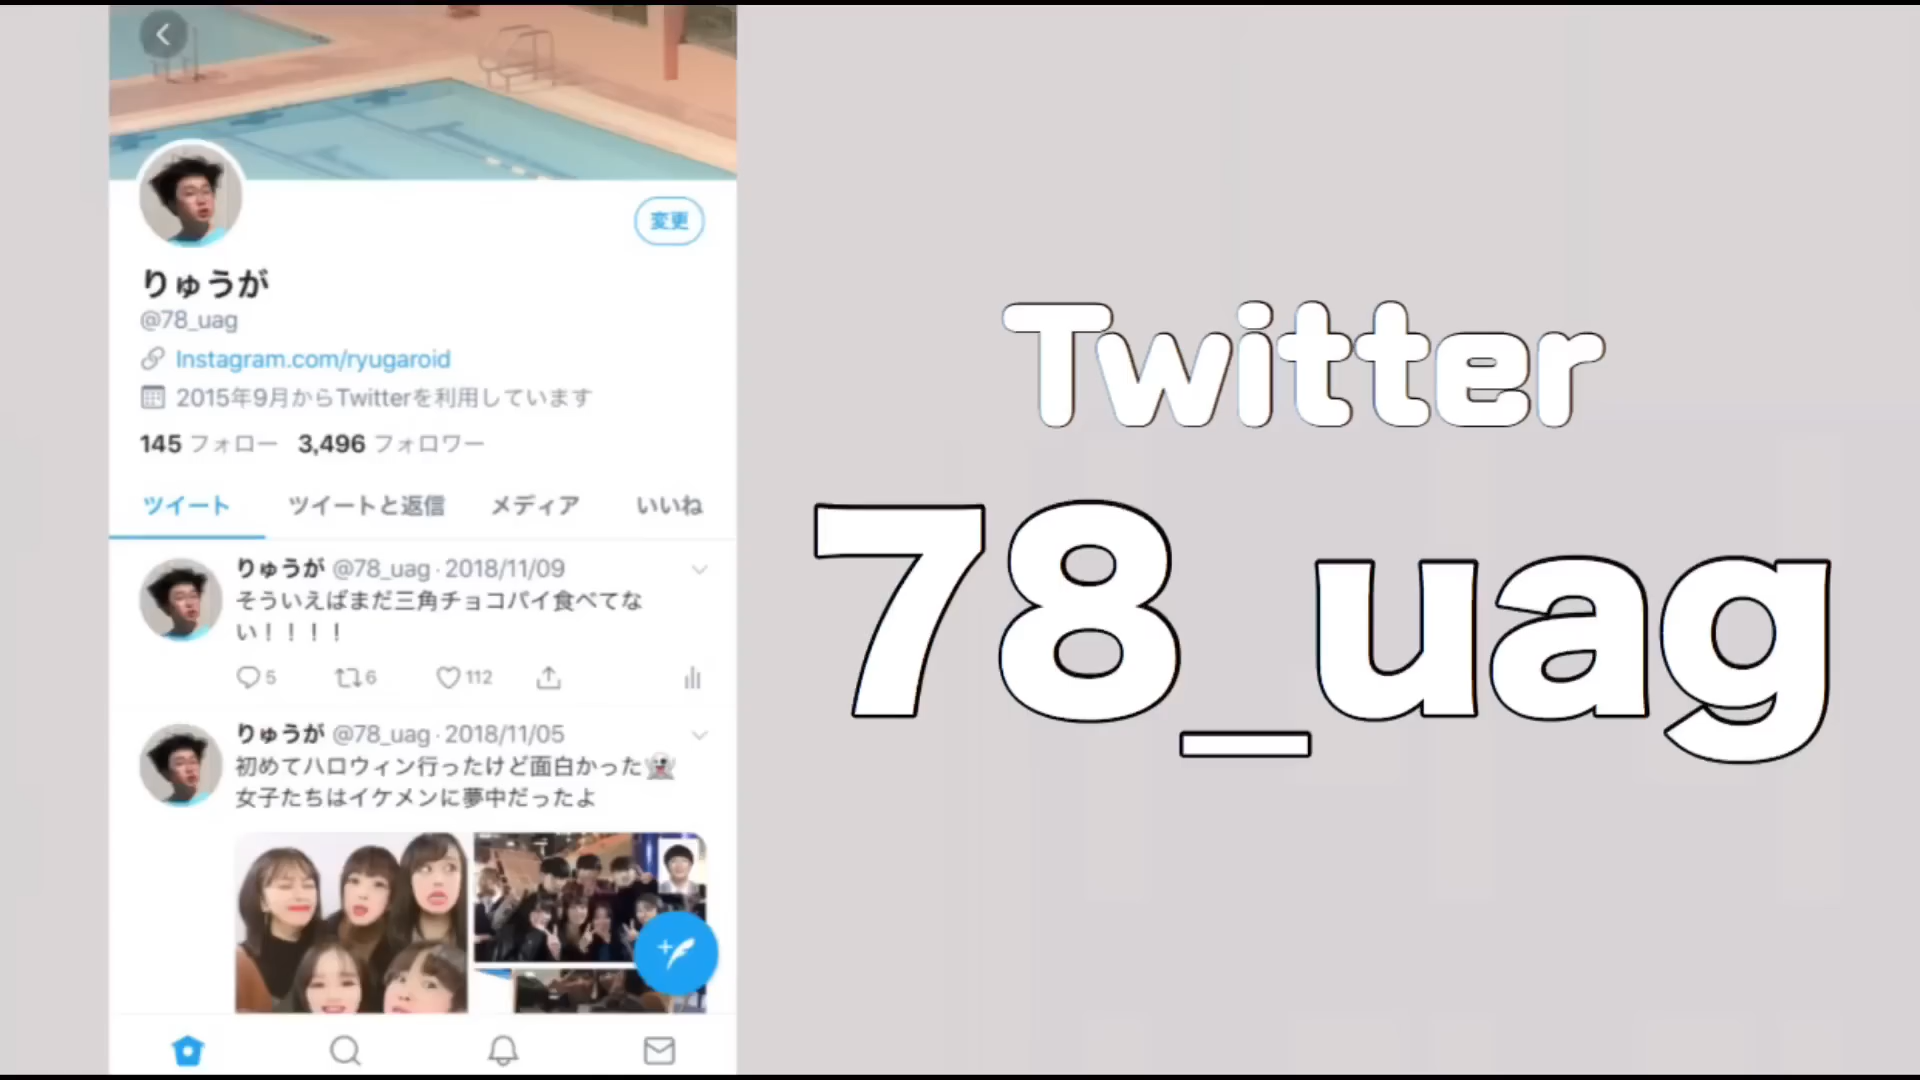 変更
りゅうが
@78_uag
Instagram.com/ryugaroid
2015年9月からTwitterを利用しています
145 フォロー 3,496 フォロワー
ツイート ツイートと返信 メディア いいね
りゅうが @78_uag · 2018/11/09
そういえばまだ三角チョコパイ食べてな
い！！！！
5 6 112
りゅうが @78_uag · 2018/11/05
初めてハロウィン行ったけど面白かった👻
女子たちはイケメンに夢中だったよ
Twitter
78_uag